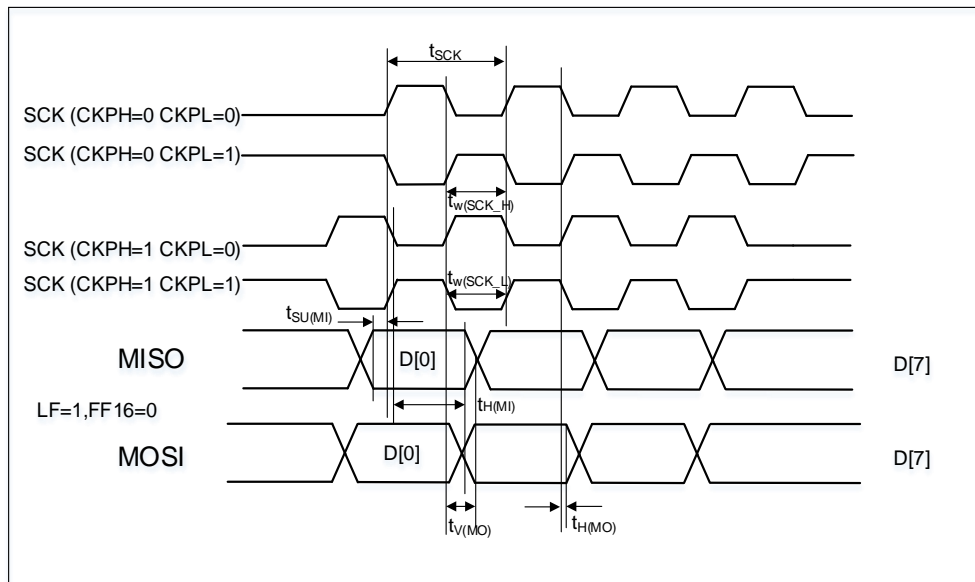 tSCK
SCK (CKPH=0 CKPL=0)
SCK (CKPH=0 CKPL=1)
tw(SCK_H)
SCK (CKPH=1 CKPL=0)
SCK (CKPH=1 CKPL=1)
tw(SCK_L)
tSU(MI)
MISO
D[0]
D[7]
tH(MI)
LF=1,FF16=0
MOSI
D[0]
D[7]
tV(MO)
tH(MO)